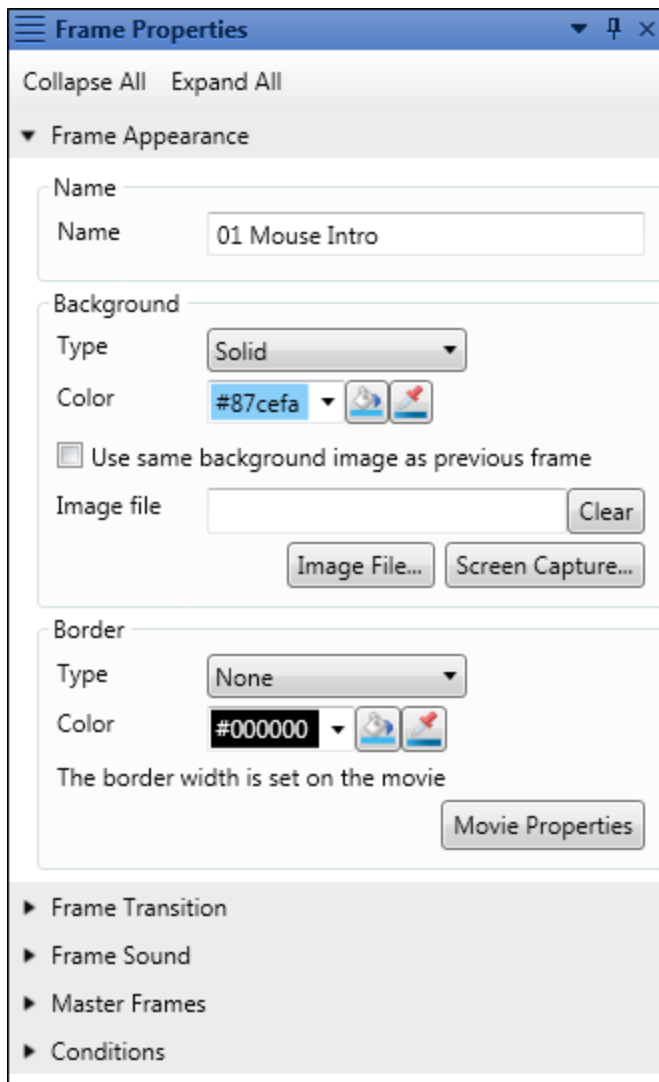 Frame Properties
Collapse All Expand All
Frame Appearance
Name
Name 01 Mouse Intro
Background
Type Solid
Color #87cefa
Use same background image as previous frame
Image file Clear
Image File... Screen Capture...
Border
Type None
Color #000000
The border width is set on the movie
Movie Properties
Frame Transition
Frame Sound
Master Frames
Conditions